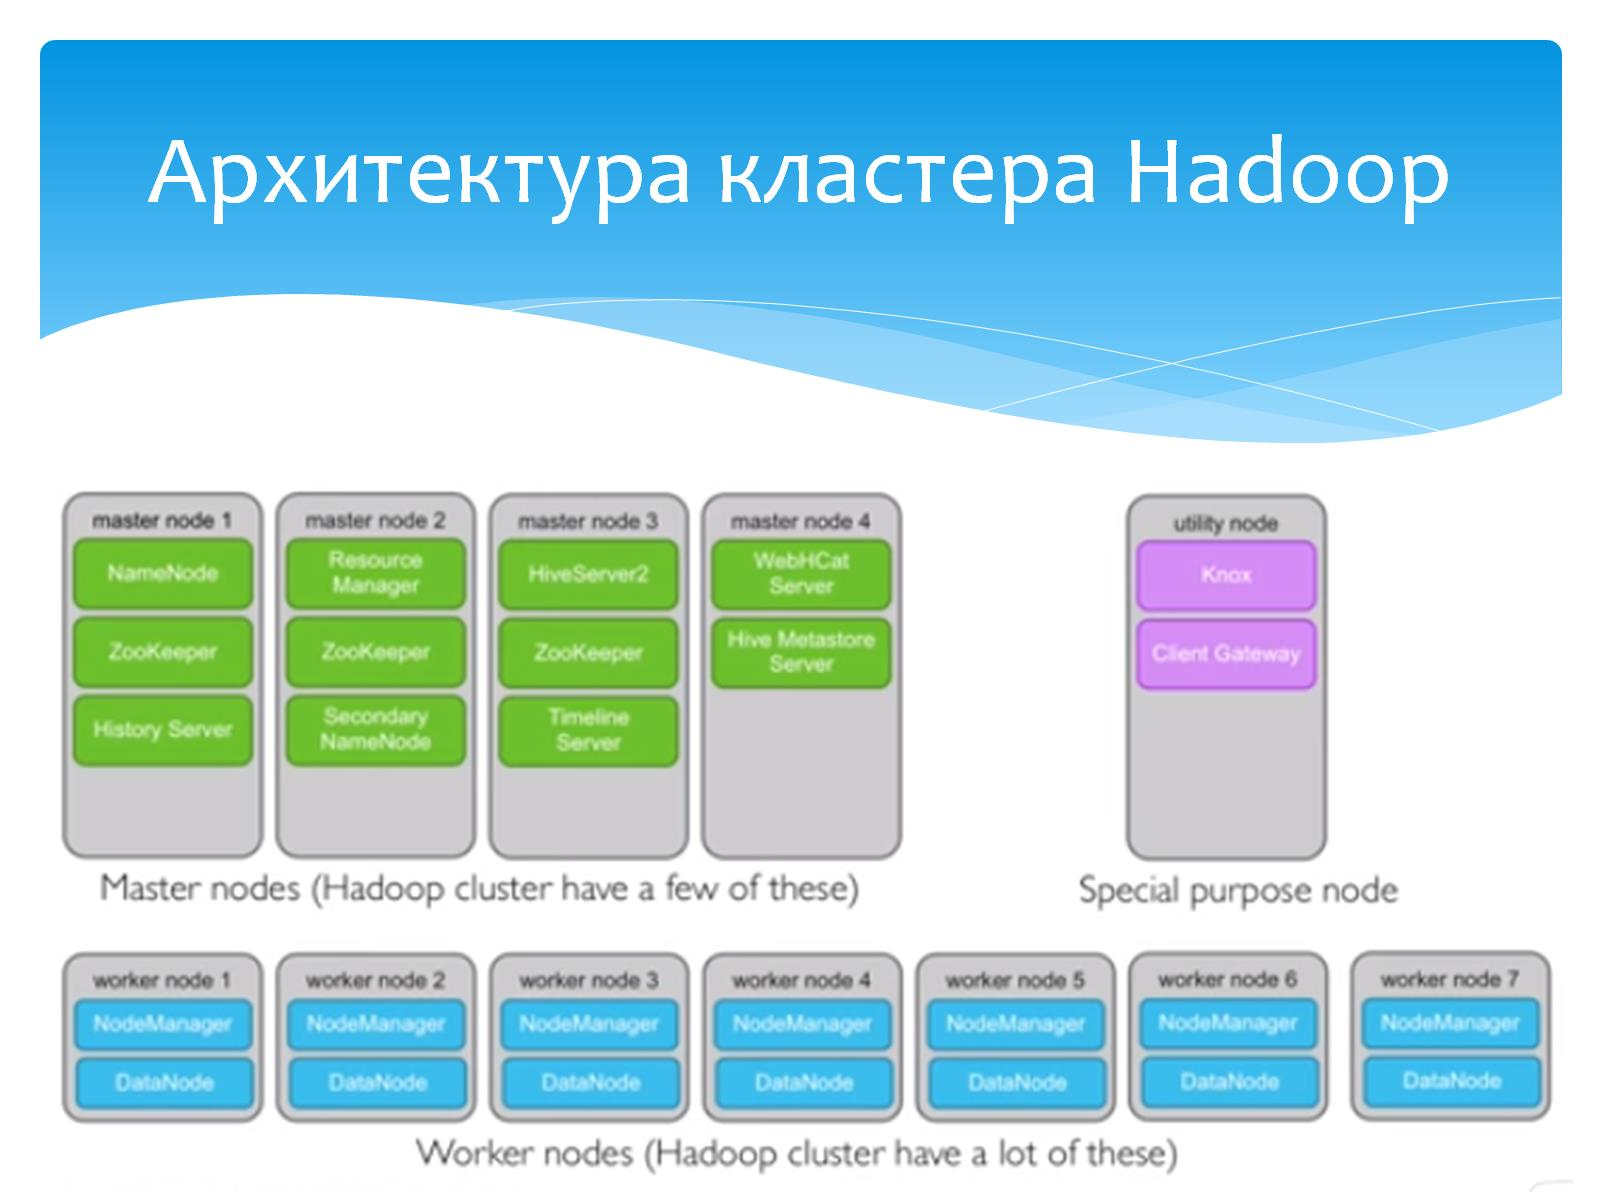 Архитектура кластера Hadoop
master node 1
NameNode
ZooKeeper
History Server
master node 2
Resource
Manager
ZooKeeper
Secondary
NameNode
master node 3
HiveServer2
ZooKeeper
Timeline
Server
master node 4
WebHCat
Server
Hive Metastore
Server
Master nodes (Hadoop cluster have a few of these)
utility node
Knox
Client Gateway
Special purpose node
worker node 1
NodeManager
DataNode
worker node 2
NodeManager
DataNode
worker node 3
NodeManager
DataNode
worker node 4
NodeManager
DataNode
worker node 5
NodeManager
DataNode
worker node 6
NodeManager
DataNode
worker node 7
NodeManager
DataNode
Worker nodes (Hadoop cluster have a lot of these)